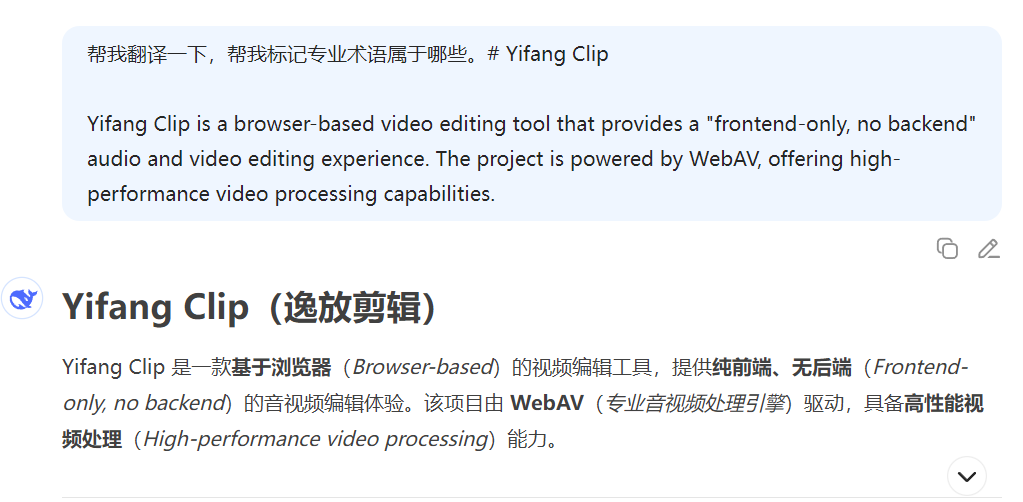 帮我翻译一下，帮我标记专业术语属于哪些。# Yifang Clip
Yifang Clip is a browser-based video editing tool that provides a "frontend-only, no backend"
audio and video editing experience. The project is powered by WebAV, offering high-
performance video processing capabilities.
Yifang Clip（逸放剪辑）
Yifang Clip 是一款基于浏览器（Browser-based）的视频编辑工具，提供纯前端、无后端（Frontend-
only, no backend）的音视频编辑体验。该项目由 WebAV（专业音视频处理引擎）驱动，具备高性能视
频处理（High-performance video processing）能力。